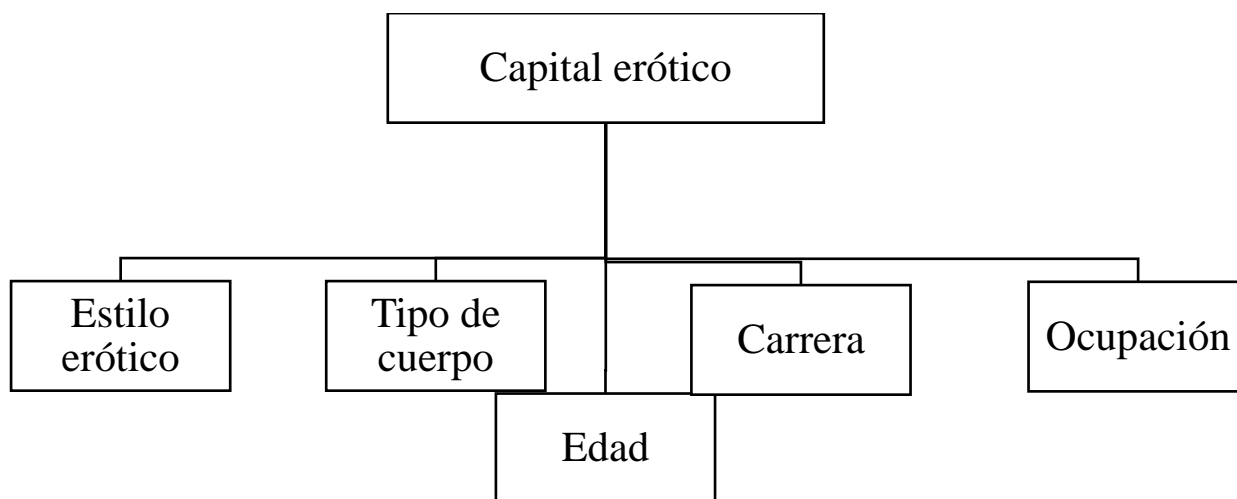 Capital erótico
Estilo
erótico
Tipo de
cuerpo
Edad
Carrera
Ocupación